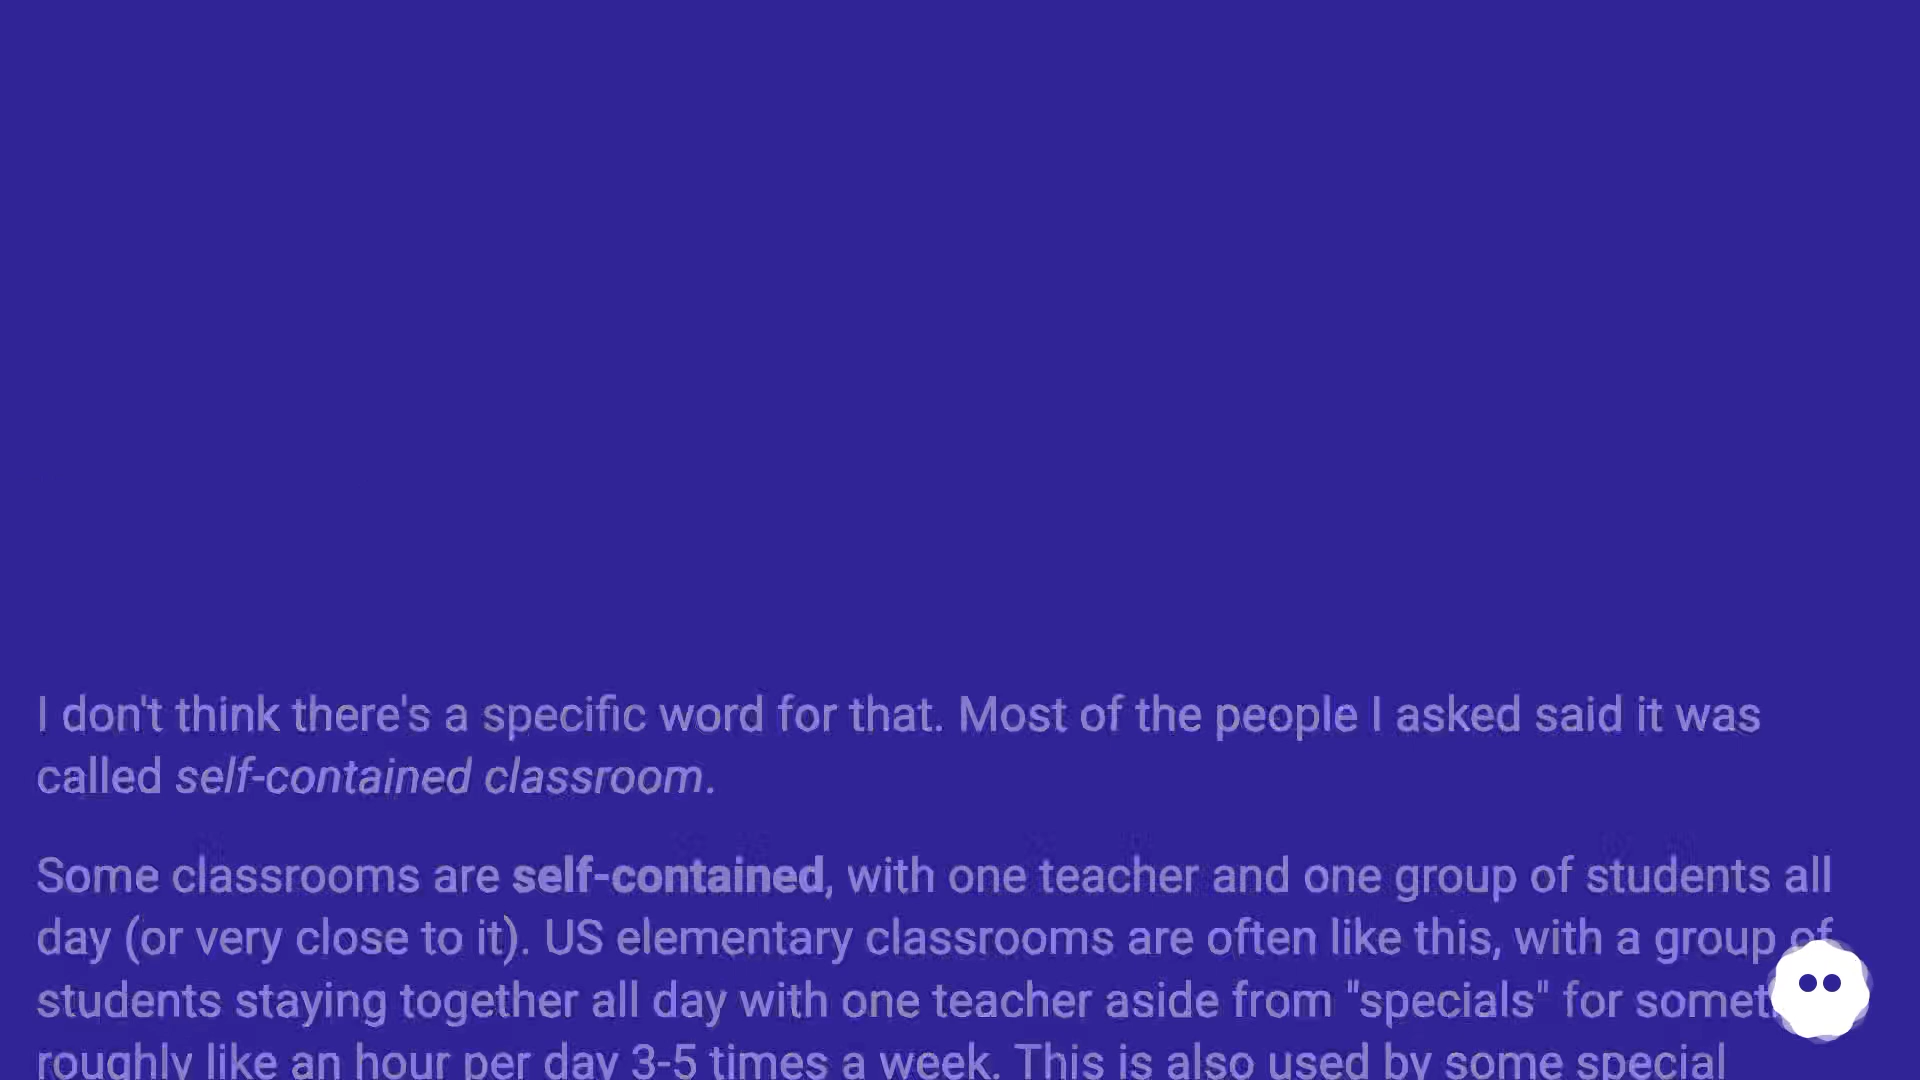 I don't think there's a specific word for that. Most of the people I asked said it was
called self-contained classroom.
Some classrooms are self-contained, with one teacher and one group of students all
day (or very close to it). US elementary classrooms are often like this, with a group of
students staying together all day with one teacher aside from "specials" for
roughly like an hour per day 3-5 times a week. This is also used by some special